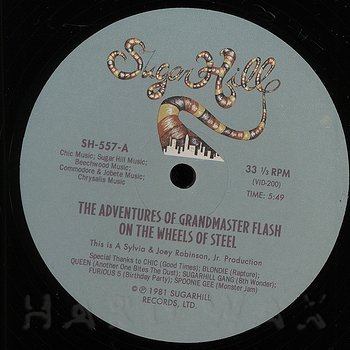 Sugar Hill
SH-557-A
Chic Music; Sugar Hill Music;
Beechwood Music;
Commodore & Jobete Music;
Chrysalis Music
33 1/3 RPM
(VID-200)
TIME: 5:49
THE ADVENTURES OF GRANDMASTER FLASH
ON THE WHEELS OF STEEL
This is A Sylvia & Joey Robinson, Jr. Production
Special Thanks to CHIC (Good Times); BLONDIE (Rapture);
QUEEN (Another One Bites The Dust); SUGARHILL GANG (8th Wonder);
FURIOUS 5 (Birthday Party); SPOONIE GEE (Monster Jam)
℗ © 1981 SUGARHILL
RECORDS, LTD.